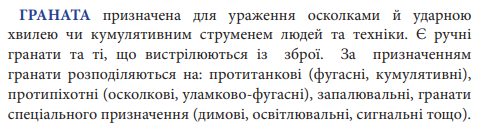 ГРАНАТА призначена для ураження осколками й ударною
хвилею чи кумулятивним струменем людей та техніки. Є ручні
гранати та ті, що вистрілюються із зброї. За призначенням
гранати розподіляються на: протитанкові (фугасні, кумулятивні),
протипіхотні (осколкові, уламково-фугасні), запалювальні, гранати
спеціального призначення (димові, освітлювальні, сигнальні тощо).